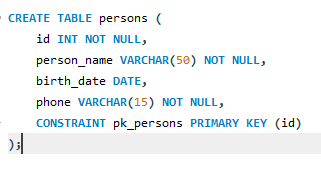 CREATE TABLE persons (
id INT NOT NULL,
person_name VARCHAR(50) NOT NULL,
birth_date DATE,
phone VARCHAR(15) NOT NULL,
CONSTRAINT pk_persons PRIMARY KEY (id)
);